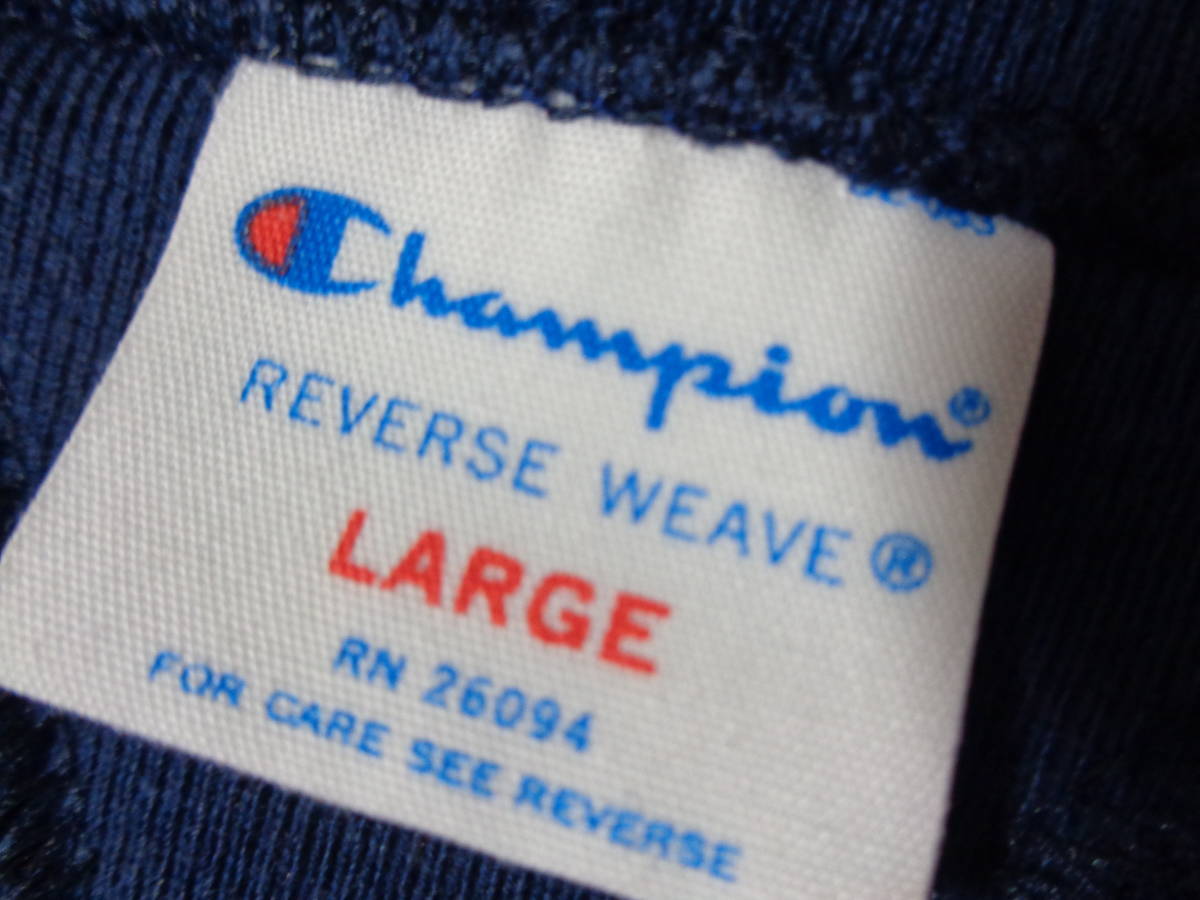 Champion®
REVERSE WEAVE®
LARGE
RN 26094
FOR CARE SEE REVERSE